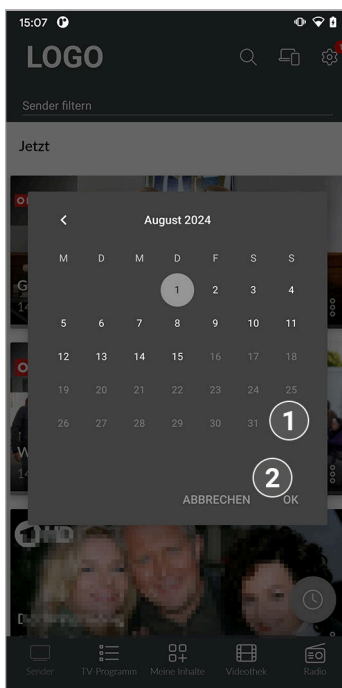 15:07
LOGO
Sender filtern
Jetzt
August 2024
M D M D F S S
1 2 3 4
5 6 7 8 9 10 11
12 13 14 15 16 17 18
19 20 21 22 23 24 25
26 27 28 29 30 31 1
2
ABBRECHEN OK
HD
Sender TV-Programm Meine Inhalte Videothek Radio